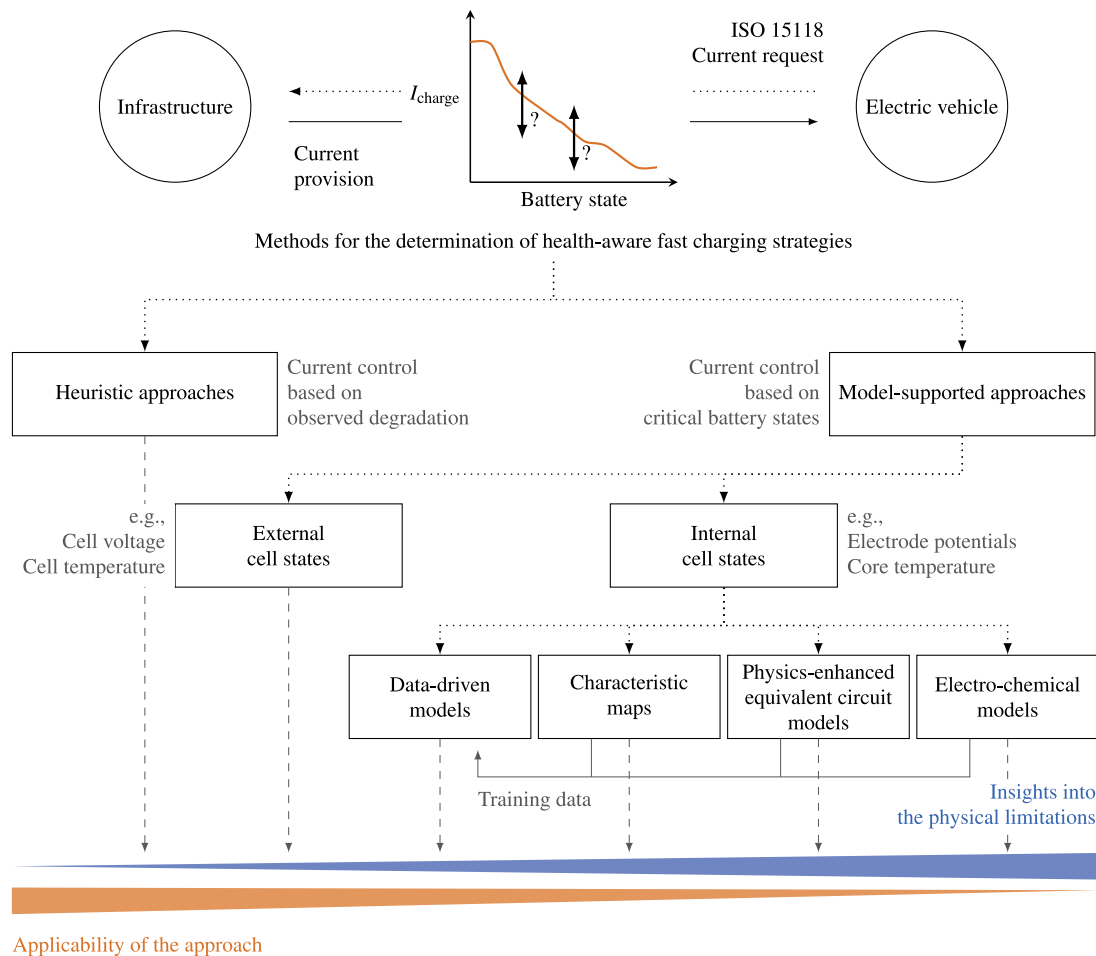 ISO 15118
Current request
Infrastructure
I_charge
?
?
Electric vehicle
Current
provision
Battery state
Methods for the determination of health-aware fast charging strategies
Heuristic approaches
Current control
based on
observed degradation
Current control
based on
critical battery states
Model-supported approaches
e.g.,
Cell voltage
Cell temperature
External
cell states
Internal
cell states
e.g.,
Electrode potentials
Core temperature
Data-driven
models
Characteristic
maps
Physics-enhanced
equivalent circuit
models
Electro-chemical
models
Training data
Insights into
the physical limitations
Applicability of the approach